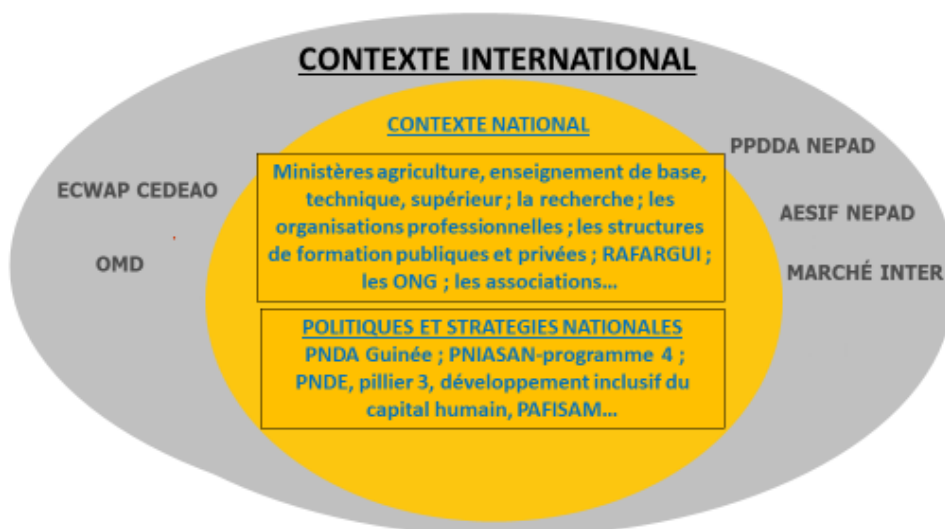 CONTEXTE INTERNATIONAL
CONTEXTE NATIONAL
Ministères agriculture, enseignement de base,
technique, supérieur ; la recherche ; les
organisations professionnelles ; les structures
de formation publiques et privées ; RAFARGUI ;
les ONG ; les associations...
POLITIQUES ET STRATEGIES NATIONALES
PNDA Guinée ; PNIASAN-programme 4 ;
PNDE, pillier 3, développement inclusif du
capital humain, PAFISAM...
ECWAP CEDEAO
OMD
PPDDA NEPAD
AESIF NEPAD
MARCHÉ INTER